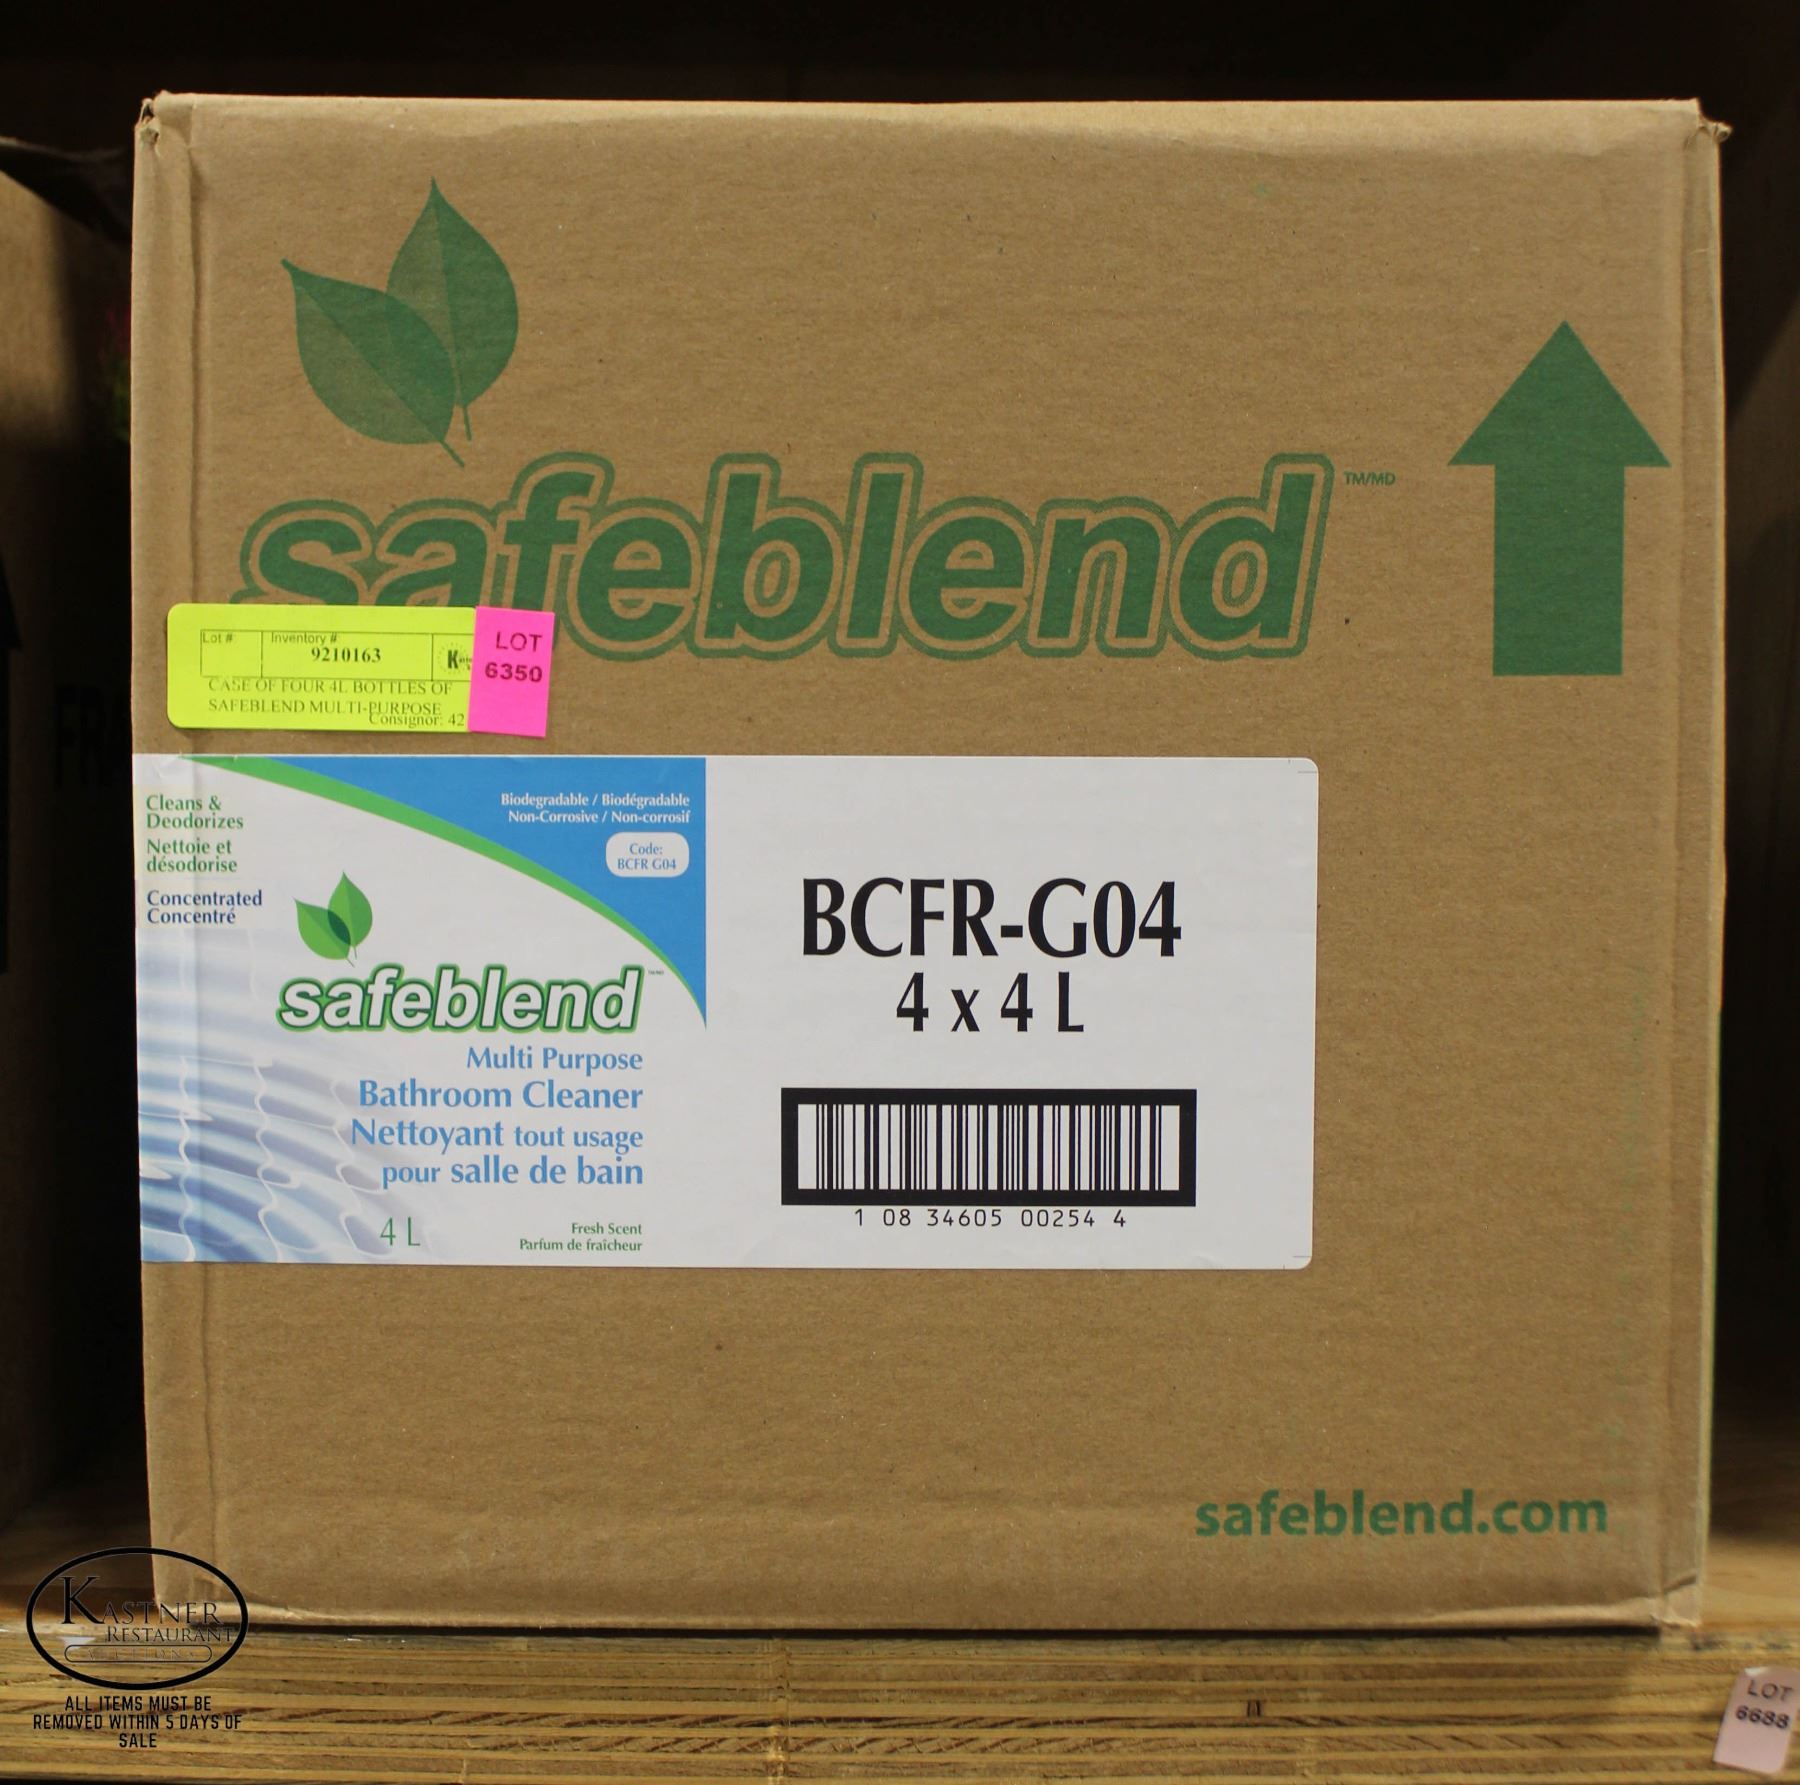 safeblend
TM/MD
Lot #
Inventory #
9210163
K
LOT
6350
CASE OF FOUR 4L BOTTLES OF
SAFEBLEND MULTI-PURPOSE
Consignor: 42
Cleans &
Deodorizes
Nettoie et
désodorise
Concentrated
Concentré
Biodegradable / Biodégradable
Non-Corrosive / Non-corrosif
Code:
BCFR G04
safeblend
Multi Purpose
Bathroom Cleaner
Nettoyant tout usage
pour salle de bain
4 L
Fresh Scent
Parfum de fraîcheur
BCFR-G04
4 x 4 L
1 08 34605 00254 4
safeblend.com
KASTNER
RESTAURANT
AUCTIONS
ALL ITEMS MUST BE
REMOVED WITHIN 5 DAYS OF
SALE
LOT
6688